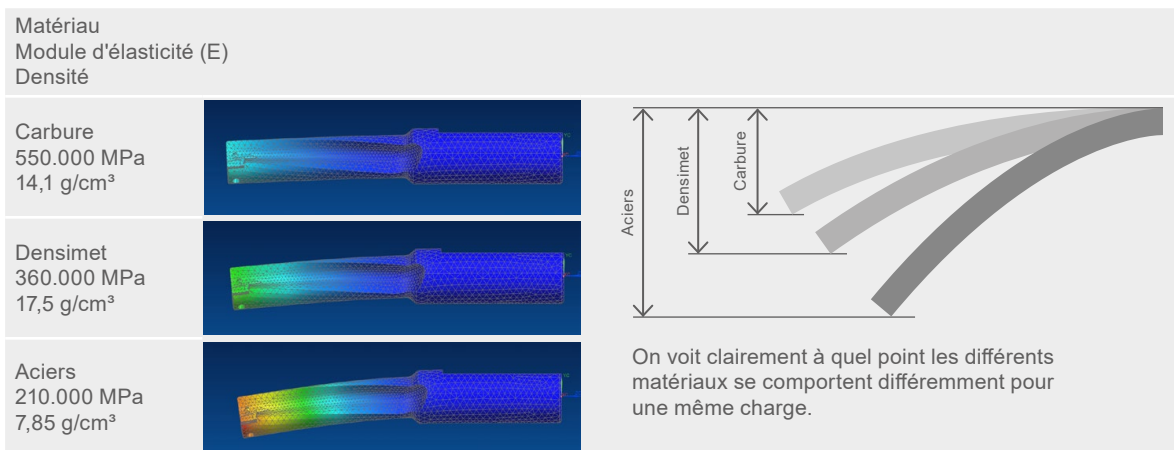 Matériau
Module d'élasticité (E)
Densité
Carbure
550.000 MPa
14,1 g/cm³
Densimet
360.000 MPa
17,5 g/cm³
Aciers
210.000 MPa
7,85 g/cm³
Aciers
Densimet
Carbure
On voit clairement à quel point les différents
matériaux se comportent différemment pour
une même charge.